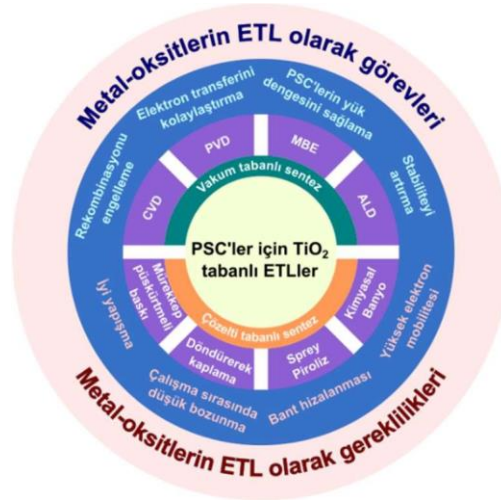 Metal-oksitlerin ETL olarak görevleri
Rekombinasyonu
engelleme
Elektron transferini
kolaylaştırma
PSC'lerin yük
dengesini sağlama
Stabiliteyi
artırma
CVD
PVD
MBE
ALD
Vakum tabanlı sentez
PSC'ler için TiO₂
tabanlı ETLler
Çözelti tabanlı sentez
Mürekkep
püskürmeli
baskı
Döndürerek
kaplama
Sprey
Piroliz
Kimyasal
Banyo
İyi yapışma
Çalışma sırasında
düşük bozunma
Bant hizalanması
Yüksek elektron
mobilitesi
Metal-oksitlerin ETL olarak gereklilikleri